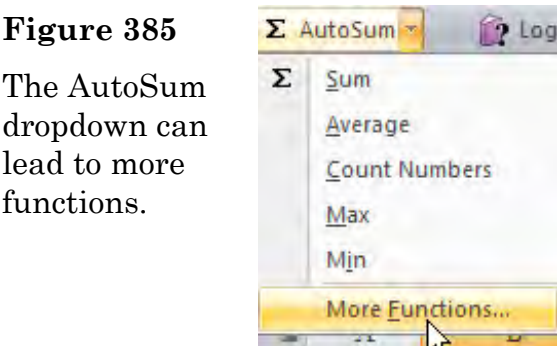 Figure 385
The AutoSum
dropdown can
lead to more
functions.
Σ AutoSum
Log
Σ Sum
Average
Count Numbers
Max
Min
More Functions...